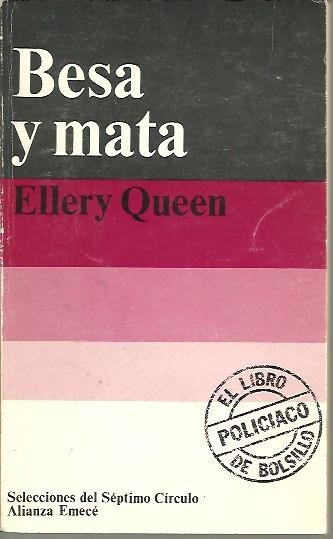 Besa
y mata
Ellery Queen
EL LIBRO
POLICIACO
DE BOLSILLO
Selecciones del Séptimo Círculo
Alianza Emecé